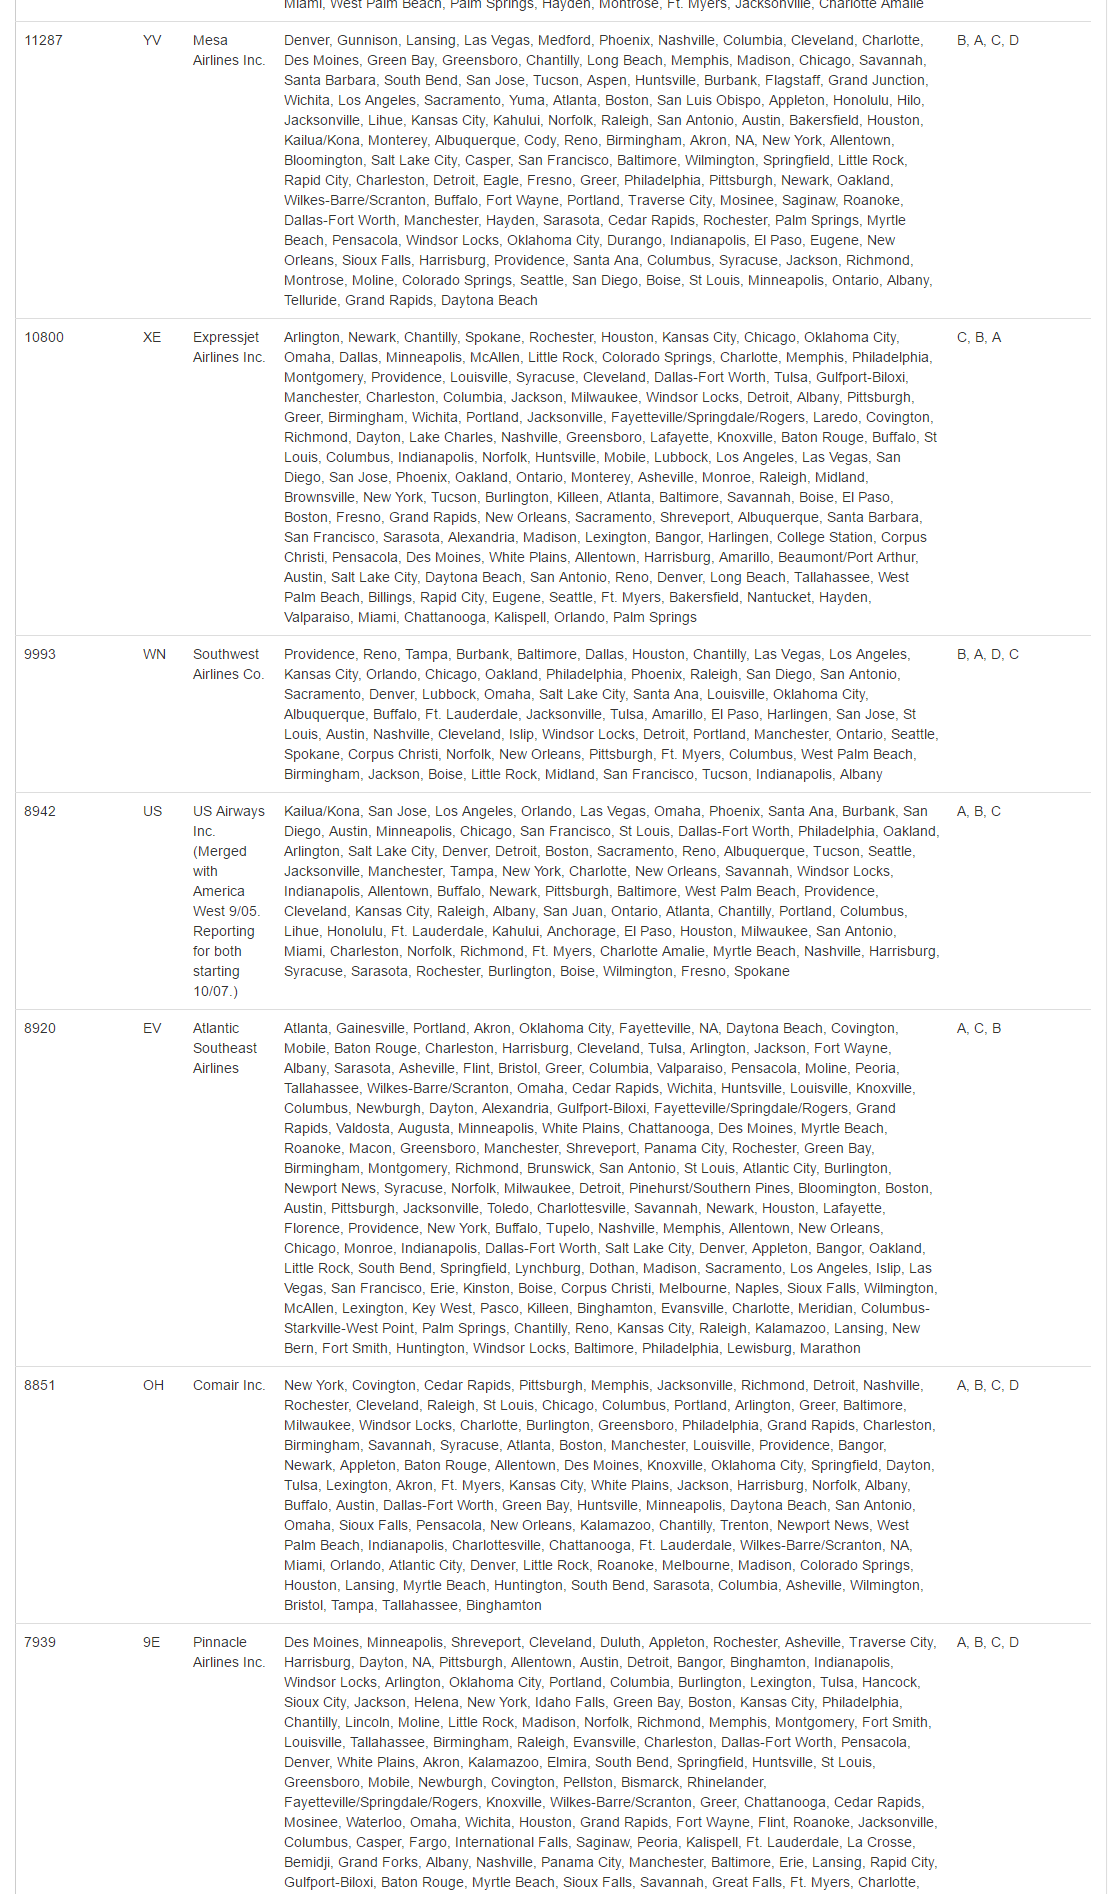 Miami, West Palm Beach, Palm Springs, Hayden, Montrose, Ft. Myers, Jacksonville, Charlotte Amalie
11287 YV Mesa Denver, Gunnison, Lansing, Las Vegas, Medford, Phoenix, Nashville, Columbia, Cleveland, Charlotte, B, A, C, D
Airlines Inc. Des Moines, Green Bay, Greensboro, Chantilly, Long Beach, Memphis, Madison, Chicago, Savannah,
Santa Barbara, South Bend, San Jose, Tucson, Aspen, Huntsville, Burbank, Flagstaff, Grand Junction,
Wichita, Los Angeles, Sacramento, Yuma, Atlanta, Boston, San Luis Obispo, Appleton, Honolulu, Hilo,
Jacksonville, Lihue, Kansas City, Kahului, Norfolk, Raleigh, San Antonio, Austin, Bakersfield, Houston,
Kailua/Kona, Monterey, Albuquerque, Cody, Reno, Birmingham, Akron, NA, New York, Allentown,
Bloomington, Salt Lake City, Casper, San Francisco, Baltimore, Wilmington, Springfield, Little Rock,
Rapid City, Charleston, Detroit, Eagle, Fresno, Greer, Philadelphia, Pittsburgh, Newark, Oakland,
Wilkes-Barre/Scranton, Buffalo, Fort Wayne, Portland, Traverse City, Mosinee, Saginaw, Roanoke,
Dallas-Fort Worth, Manchester, Hayden, Sarasota, Cedar Rapids, Rochester, Palm Springs, Myrtle
Beach, Pensacola, Windsor Locks, Oklahoma City, Durango, Indianapolis, El Paso, Eugene, New
Orleans, Sioux Falls, Harrisburg, Providence, Santa Ana, Columbus, Syracuse, Jackson, Richmond,
Montrose, Moline, Colorado Springs, Seattle, San Diego, Boise, St Louis, Minneapolis, Ontario, Albany,
Telluride, Grand Rapids, Daytona Beach
10800 XE Expressjet Arlington, Newark, Chantilly, Spokane, Rochester, Houston, Kansas City, Chicago, Oklahoma City, C, B, A
Airlines Inc. Omaha, Dallas, Minneapolis, McAllen, Little Rock, Colorado Springs, Charlotte, Memphis, Philadelphia,
Montgomery, Providence, Louisville, Syracuse, Cleveland, Dallas-Fort Worth, Tulsa, Gulfport-Biloxi,
Manchester, Charleston, Columbia, Jackson, Milwaukee, Windsor Locks, Detroit, Albany, Pittsburgh,
Greer, Birmingham, Wichita, Portland, Jacksonville, Fayetteville/Springdale/Rogers, Laredo, Covington,
Richmond, Dayton, Lake Charles, Nashville, Greensboro, Lafayette, Knoxville, Baton Rouge, Buffalo, St
Louis, Columbus, Indianapolis, Norfolk, Huntsville, Mobile, Lubbock, Los Angeles, Las Vegas, San
Diego, San Jose, Phoenix, Oakland, Ontario, Monterey, Asheville, Monroe, Raleigh, Midland,
Brownsville, New York, Tucson, Burlington, Killeen, Atlanta, Baltimore, Savannah, Boise, El Paso,
Boston, Fresno, Grand Rapids, New Orleans, Sacramento, Shreveport, Albuquerque, Santa Barbara,
San Francisco, Sarasota, Alexandria, Madison, Lexington, Bangor, Harlingen, College Station, Corpus
Christi, Pensacola, Des Moines, White Plains, Allentown, Harrisburg, Amarillo, Beaumont/Port Arthur,
Austin, Salt Lake City, Daytona Beach, San Antonio, Reno, Denver, Long Beach, Tallahassee, West
Palm Beach, Billings, Rapid City, Eugene, Seattle, Ft. Myers, Bakersfield, Nantucket, Hayden,
Valparaiso, Miami, Chattanooga, Kalispell, Orlando, Palm Springs
9993 WN Southwest Providence, Reno, Tampa, Burbank, Baltimore, Dallas, Houston, Chantilly, Las Vegas, Los Angeles, B, A, D, C
Airlines Co. Kansas City, Orlando, Chicago, Oakland, Philadelphia, Phoenix, Raleigh, San Diego, San Antonio,
Sacramento, Denver, Lubbock, Omaha, Salt Lake City, Santa Ana, Louisville, Oklahoma City,
Albuquerque, Buffalo, Ft. Lauderdale, Jacksonville, Tulsa, Amarillo, El Paso, Harlingen, San Jose, St
Louis, Austin, Nashville, Cleveland, Islip, Windsor Locks, Detroit, Portland, Manchester, Ontario, Seattle,
Spokane, Corpus Christi, Norfolk, New Orleans, Pittsburgh, Ft. Myers, Columbus, West Palm Beach,
Birmingham, Jackson, Boise, Little Rock, Midland, San Francisco, Tucson, Indianapolis, Albany
8942 US US Airways Kailua/Kona, San Jose, Los Angeles, Orlando, Las Vegas, Omaha, Phoenix, Santa Ana, Burbank, San A, B, C
Inc. Diego, Austin, Minneapolis, Chicago, San Francisco, St Louis, Dallas-Fort Worth, Philadelphia, Oakland,
(Merged Arlington, Salt Lake City, Denver, Detroit, Boston, Sacramento, Reno, Albuquerque, Tucson, Seattle,
with Jacksonville, Manchester, Tampa, New York, Charlotte, New Orleans, Savannah, Windsor Locks,
America Indianapolis, Allentown, Buffalo, Newark, Pittsburgh, Baltimore, West Palm Beach, Providence,
West 9/05. Cleveland, Kansas City, Raleigh, Albany, San Juan, Ontario, Atlanta, Chantilly, Portland, Columbus,
Reporting Lihue, Honolulu, Ft. Lauderdale, Kahului, Anchorage, El Paso, Houston, Milwaukee, San Antonio,
for both Miami, Charleston, Norfolk, Richmond, Ft. Myers, Charlotte Amalie, Myrtle Beach, Nashville, Harrisburg,
starting Syracuse, Sarasota, Rochester, Burlington, Boise, Wilmington, Fresno, Spokane
10/07.)
8920 EV Atlantic Atlanta, Gainesville, Portland, Akron, Oklahoma City, Fayetteville, NA, Daytona Beach, Covington, A, C, B
Southeast Mobile, Baton Rouge, Charleston, Harrisburg, Cleveland, Tulsa, Arlington, Jackson, Fort Wayne,
Airlines Albany, Sarasota, Asheville, Flint, Bristol, Greer, Columbia, Valparaiso, Pensacola, Moline, Peoria,
Tallahassee, Wilkes-Barre/Scranton, Omaha, Cedar Rapids, Wichita, Huntsville, Louisville, Knoxville,
Columbus, Newburgh, Dayton, Alexandria, Gulfport-Biloxi, Fayetteville/Springdale/Rogers, Grand
Rapids, Valdosta, Augusta, Minneapolis, White Plains, Chattanooga, Des Moines, Myrtle Beach,
Roanoke, Macon, Greensboro, Manchester, Shreveport, Panama City, Rochester, Green Bay,
Birmingham, Montgomery, Richmond, Brunswick, San Antonio, St Louis, Atlantic City, Burlington,
Newport News, Syracuse, Norfolk, Milwaukee, Detroit, Pinehurst/Southern Pines, Bloomington, Boston,
Austin, Pittsburgh, Jacksonville, Toledo, Charlottesville, Savannah, Newark, Houston, Lafayette,
Florence, Providence, New York, Buffalo, Tupelo, Nashville, Memphis, Allentown, New Orleans,
Chicago, Monroe, Indianapolis, Dallas-Fort Worth, Salt Lake City, Denver, Appleton, Bangor, Oakland,
Little Rock, South Bend, Springfield, Lynchburg, Dothan, Madison, Sacramento, Los Angeles, Islip, Las
Vegas, San Francisco, Erie, Kinston, Boise, Corpus Christi, Melbourne, Naples, Sioux Falls, Wilmington,
McAllen, Lexington, Key West, Pasco, Killeen, Binghamton, Evansville, Charlotte, Meridian, Columbus-
Starkville-West Point, Palm Springs, Chantilly, Reno, Kansas City, Raleigh, Kalamazoo, Lansing, New
Bern, Fort Smith, Huntington, Windsor Locks, Baltimore, Philadelphia, Lewisburg, Marathon
8851 OH Comair Inc. New York, Covington, Cedar Rapids, Pittsburgh, Memphis, Jacksonville, Richmond, Detroit, Nashville, A, B, C, D
Rochester, Cleveland, Raleigh, St Louis, Chicago, Columbus, Portland, Arlington, Greer, Baltimore,
Milwaukee, Windsor Locks, Charlotte, Burlington, Greensboro, Philadelphia, Grand Rapids, Charleston,
Birmingham, Savannah, Syracuse, Atlanta, Boston, Manchester, Louisville, Providence, Bangor,
Newark, Appleton, Baton Rouge, Allentown, Des Moines, Knoxville, Oklahoma City, Springfield, Dayton,
Tulsa, Lexington, Akron, Ft. Myers, Kansas City, White Plains, Jackson, Harrisburg, Norfolk, Albany,
Buffalo, Austin, Dallas-Fort Worth, Green Bay, Huntsville, Minneapolis, Daytona Beach, San Antonio,
Omaha, Sioux Falls, Pensacola, New Orleans, Kalamazoo, Chantilly, Trenton, Newport News, West
Palm Beach, Indianapolis, Charlottesville, Chattanooga, Ft. Lauderdale, Wilkes-Barre/Scranton, NA,
Miami, Orlando, Atlantic City, Denver, Little Rock, Roanoke, Melbourne, Madison, Colorado Springs,
Houston, Lansing, Myrtle Beach, Huntington, South Bend, Sarasota, Columbia, Asheville, Wilmington,
Bristol, Tampa, Tallahassee, Binghamton
7939 9E Pinnacle Des Moines, Minneapolis, Shreveport, Cleveland, Duluth, Appleton, Rochester, Asheville, Traverse City, A, B, C, D
Airlines Inc. Harrisburg, Dayton, NA, Pittsburgh, Allentown, Austin, Detroit, Bangor, Binghamton, Indianapolis,
Windsor Locks, Arlington, Oklahoma City, Portland, Columbia, Burlington, Lexington, Tulsa, Hancock,
Sioux City, Jackson, Helena, New York, Idaho Falls, Green Bay, Boston, Kansas City, Philadelphia,
Chantilly, Lincoln, Moline, Little Rock, Madison, Norfolk, Richmond, Memphis, Montgomery, Fort Smith,
Louisville, Tallahassee, Birmingham, Raleigh, Evansville, Charleston, Dallas-Fort Worth, Pensacola,
Denver, White Plains, Akron, Kalamazoo, Elmira, South Bend, Springfield, Huntsville, St Louis,
Greensboro, Mobile, Newburgh, Covington, Pellston, Bismarck, Rhinelander,
Fayetteville/Springdale/Rogers, Knoxville, Wilkes-Barre/Scranton, Greer, Chattanooga, Cedar Rapids,
Mosinee, Waterloo, Omaha, Wichita, Houston, Grand Rapids, Fort Wayne, Flint, Roanoke, Jacksonville,
Columbus, Casper, Fargo, International Falls, Saginaw, Peoria, Kalispell, Ft. Lauderdale, La Crosse,
Bemidji, Grand Forks, Albany, Nashville, Panama City, Manchester, Baltimore, Erie, Lansing, Rapid City,
Gulfport-Biloxi, Baton Rouge, Myrtle Beach, Sioux Falls, Savannah, Great Falls, Ft. Myers, Charlotte,